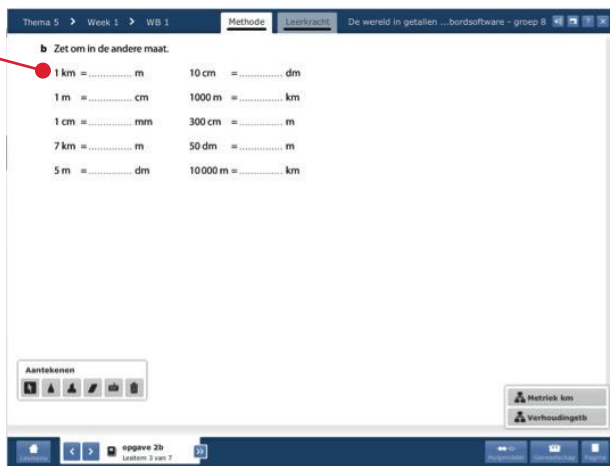 Thema 5 > Week 1 > WB 1 Methode Leerkracht De wereld in getallen ...bordsoftware - groep 8
b Zet om in de andere maat.
1 km = ............... m 10 cm = ............... dm
1 m = ............... cm 1000 m = ............... km
1 cm = ............... mm 300 cm = ............... m
7 km = ............... m 50 dm = ............... m
5 m = ............... dm 10 000 m = ............... km
Aantekenen
Metriek km
Verhoudingstb
opgave 2b
Lesitem 3 van 7
Lesmenu Hulpmiddel Gereedschap Pagina